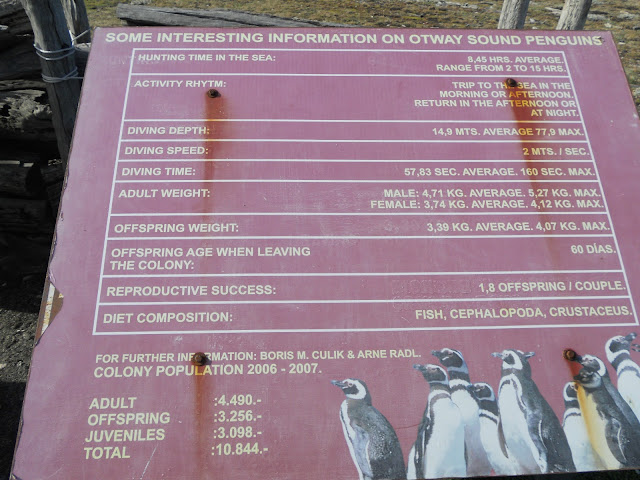 SOME INTERESTING INFORMATION ON OTWAY SOUND PENGUINS
HUNTING TIME IN THE SEA: 8,45 HRS. AVERAGE.
RANGE FROM 2 TO 15 HRS.
ACTIVITY RHYTM: TRIP TO THE SEA IN THE
MORNING OR AFTERNOON.
RETURN IN THE AFTERNOON OR
AT NIGHT.
DIVING DEPTH: 14,9 MTS. AVERAGE 77,9 MAX.
DIVING SPEED: 2 MTS. / SEC.
DIVING TIME: 57,83 SEC. AVERAGE. 160 SEC. MAX.
ADULT WEIGHT: MALE: 4,71 KG. AVERAGE. 5,27 KG. MAX.
FEMALE: 3,74 KG. AVERAGE. 4,12 KG. MAX.
OFFSPRING WEIGHT: 3,39 KG. AVERAGE. 4,07 KG. MAX.
OFFSPRING AGE WHEN LEAVING 60 DÍAS.
THE COLONY:
REPRODUCTIVE SUCCESS: 1,8 OFFSPRING / COUPLE.
DIET COMPOSITION: FISH, CEPHALOPODA, CRUSTACEUS.
FOR FURTHER INFORMATION: BORIS M. CULIK & ARNE RADL.
COLONY POPULATION 2006 - 2007.
ADULT :4.490.-
OFFSPRING :3.256.-
JUVENILES :3.098.-
TOTAL :10.844.-